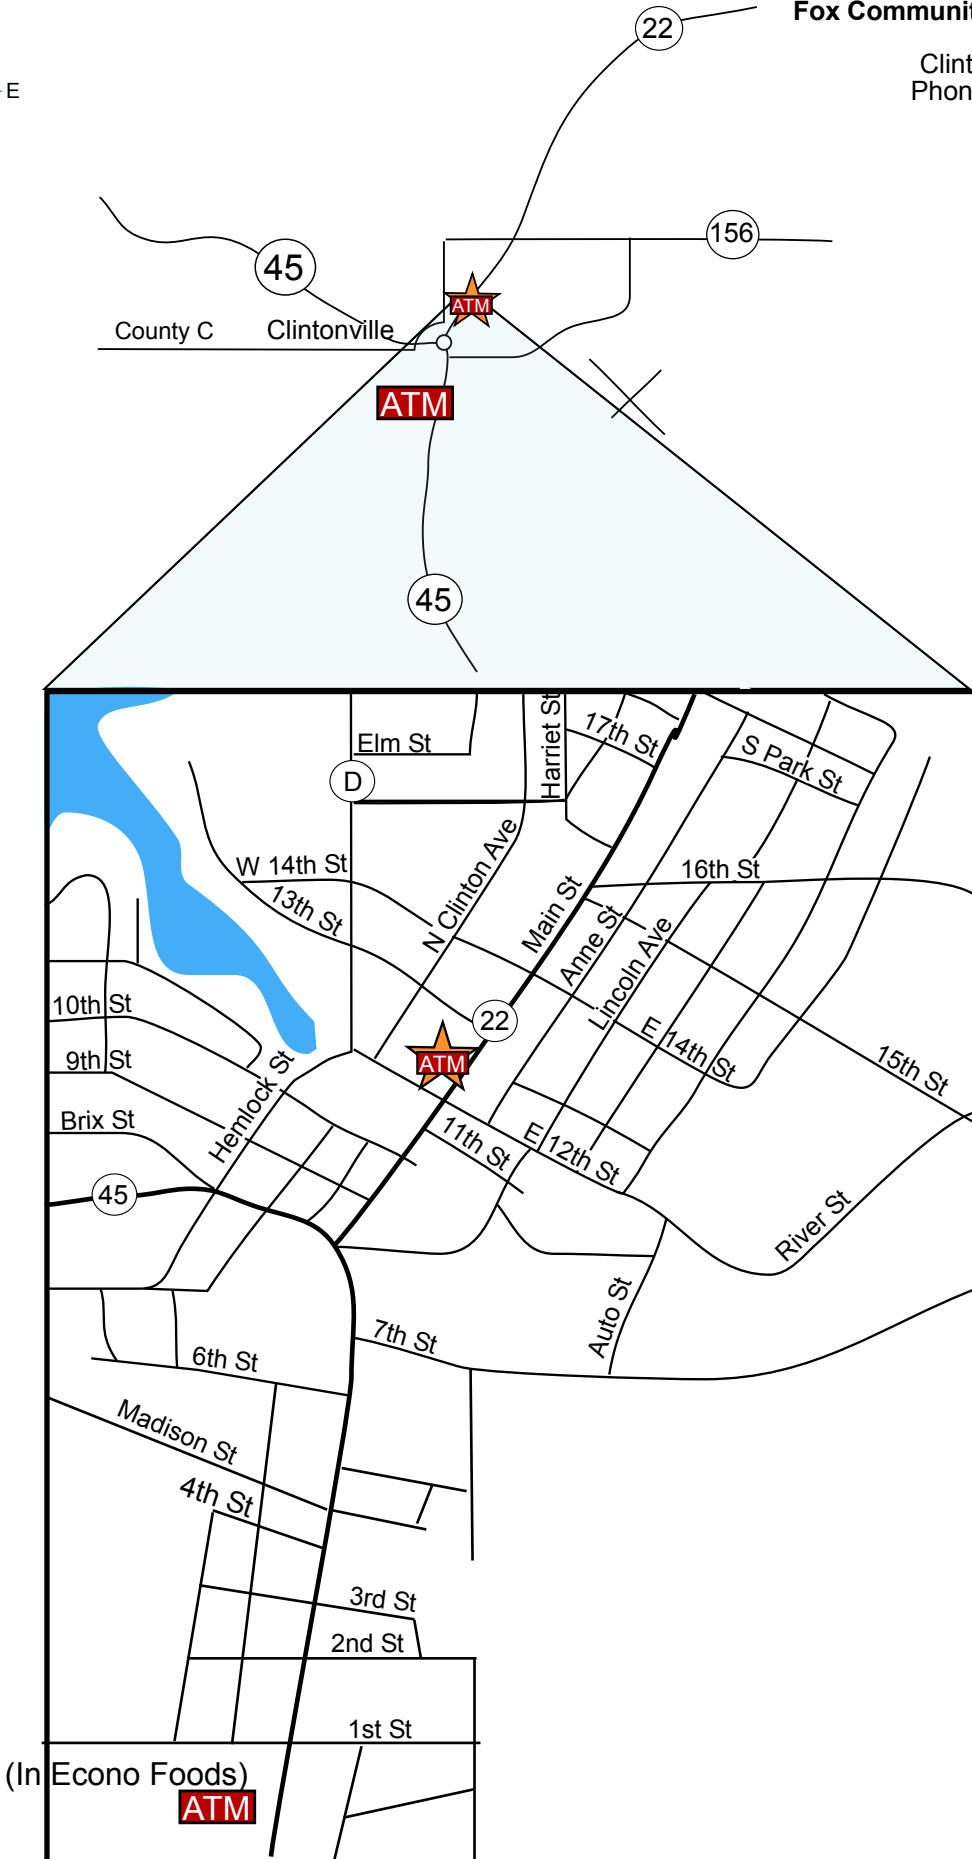 Fox Communit
22
Clint
Phon
E
156
45
County C
Clintonville
ATM
ATM
45
Harriet St
17th St
Elm St
S Park St
D
N Clinton Ave
W 14th St
16th St
13th St
Main St
Anne St
Lincoln Ave
10th St
22
E 14th St
9th St
ATM
15th St
Hemlock St
Brix St
11th St
E 12th St
45
River St
Auto St
7th St
6th St
Madison St
4th St
3rd St
2nd St
1st St
(In Econo Foods)
ATM